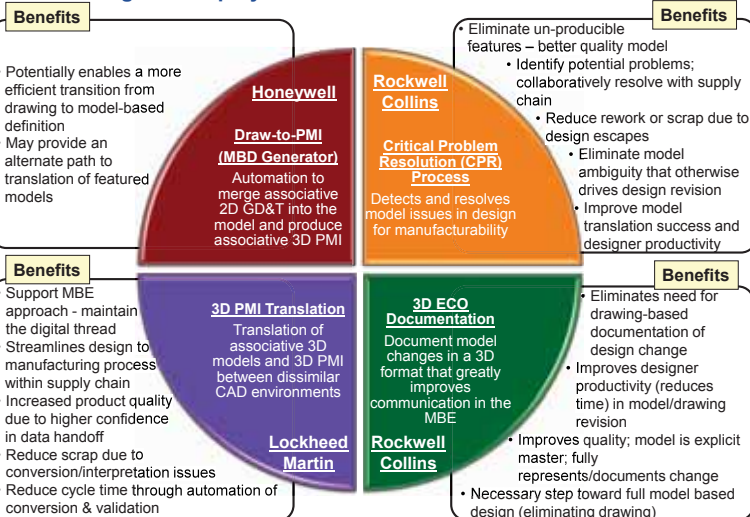 Benefits
Potentially enables a more
efficient transition from
drawing to model-based
definition
• May provide an
alternate path to
translation of featured
models
Honeywell
Draw-to-PMI
(MBD Generator)
Automation to
merge associative
2D GD&T into the
model and produce
associative 3D PMI
Rockwell
Collins
Critical Problem
Resolution (CPR)
Process
Detects and resolves
model issues in design
for manufacturability
Benefits
• Eliminate un-producible
features – better quality model
• Identify potential problems;
collaboratively resolve with supply
chain
• Reduce rework or scrap due to
design escapes
• Eliminate model
ambiguity that otherwise
drives design revision
• Improve model
translation success and
designer productivity
Benefits
• Support MBE
approach - maintain
the digital thread
• Streamlines design to
manufacturing process
within supply chain
• Increased product quality
due to higher confidence
in data handoff
• Reduce scrap due to
conversion/interpretation issues
• Reduce cycle time through automation of
conversion & validation
3D PMI Translation
Translation of
associative 3D
models and 3D PMI
between dissimilar
CAD environments
Lockheed
Martin
3D ECO
Documentation
Document model
changes in a 3D
format that greatly
improves
communication in the
MBE
Rockwell
Collins
Benefits
• Eliminates need for
drawing-based
documentation of
design change
• Improves designer
productivity (reduces
time) in model/drawing
revision
• Improves quality; model is explicit
master; fully
represents/documents change
• Necessary step toward full model based
design (eliminating drawing)